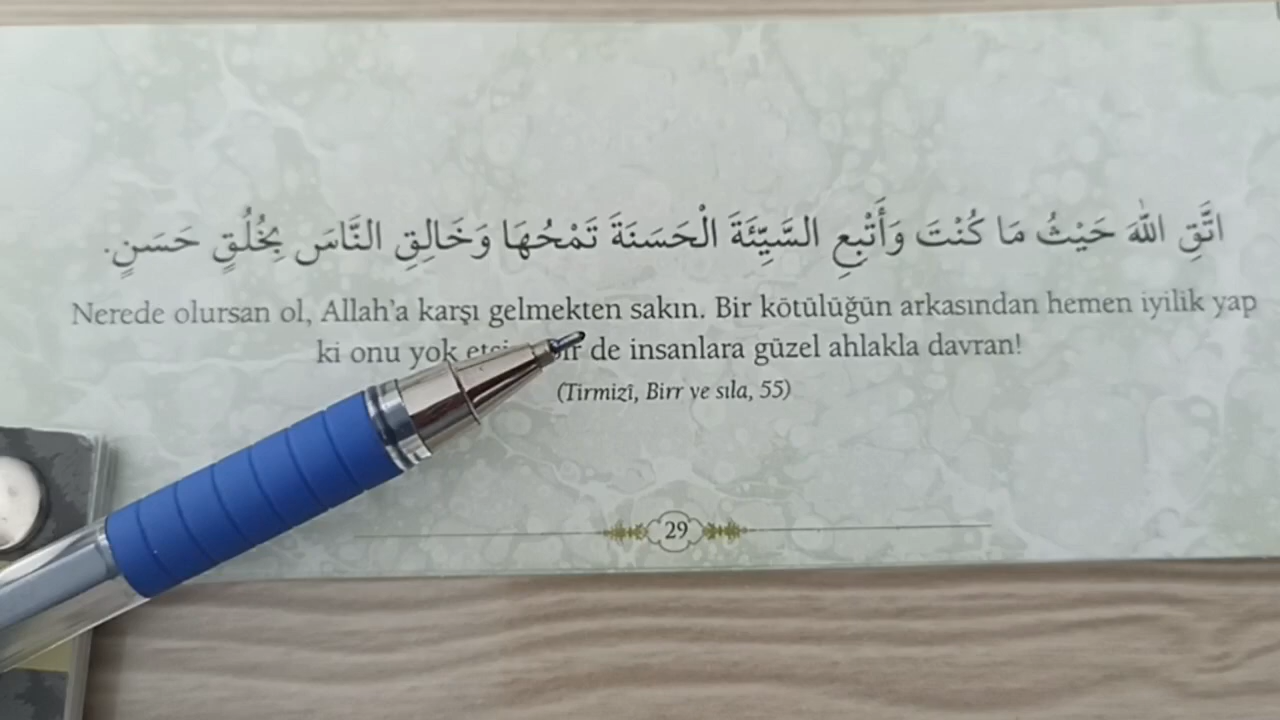 اتَّقِ اللّٰهَ حَيْثُ مَا كُنْتَ وَأَتْبِعِ السَّيِّئَةَ الْحَسَنَةَ تَمْحُهَا وَخَالِقِ النَّاسَ بِخُلُقٍ حَسَنٍ.
Nerede olursan ol, Allah'a karşı gelmekten sakın. Bir kötülüğün arkasından hemen iyilik yap
ki onu yok de insanlara güzel ahlakla davran!
(Tirmizî, Birr ve sıla, 55)
29